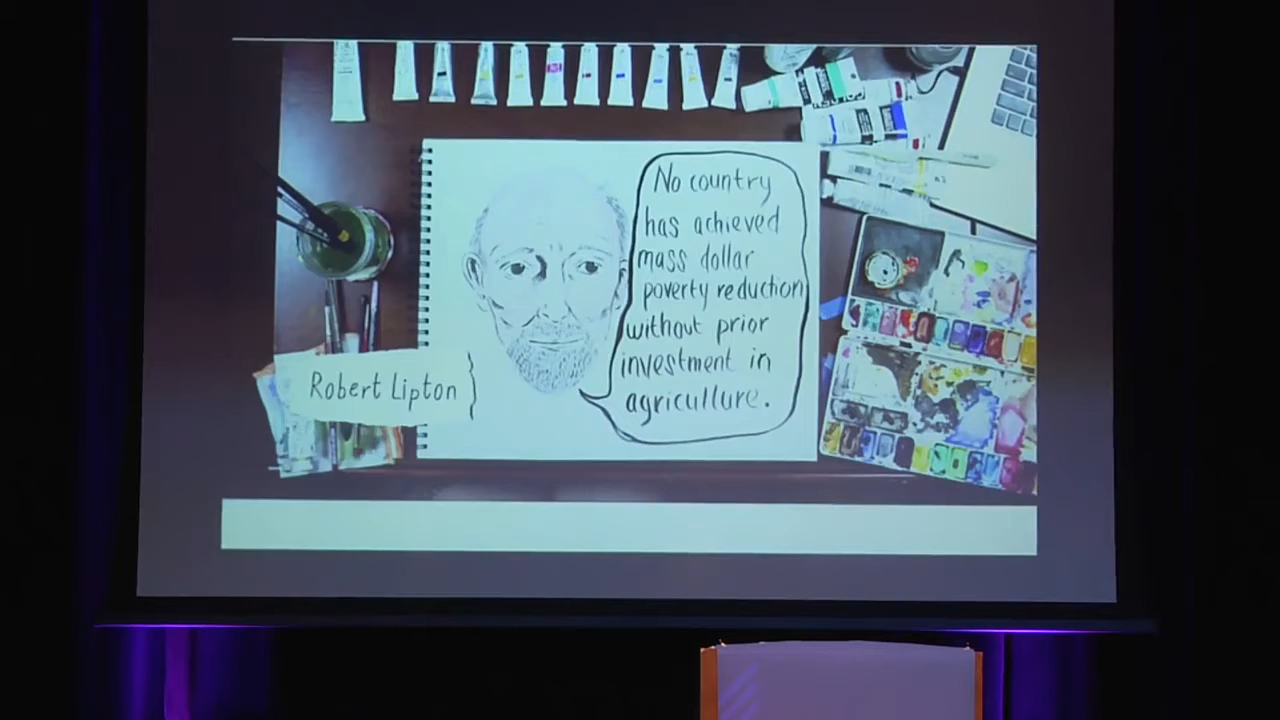 No country
has achieved
mass dollar
poverty reduction
without prior
investment in
agriculture.
Robert Lipton